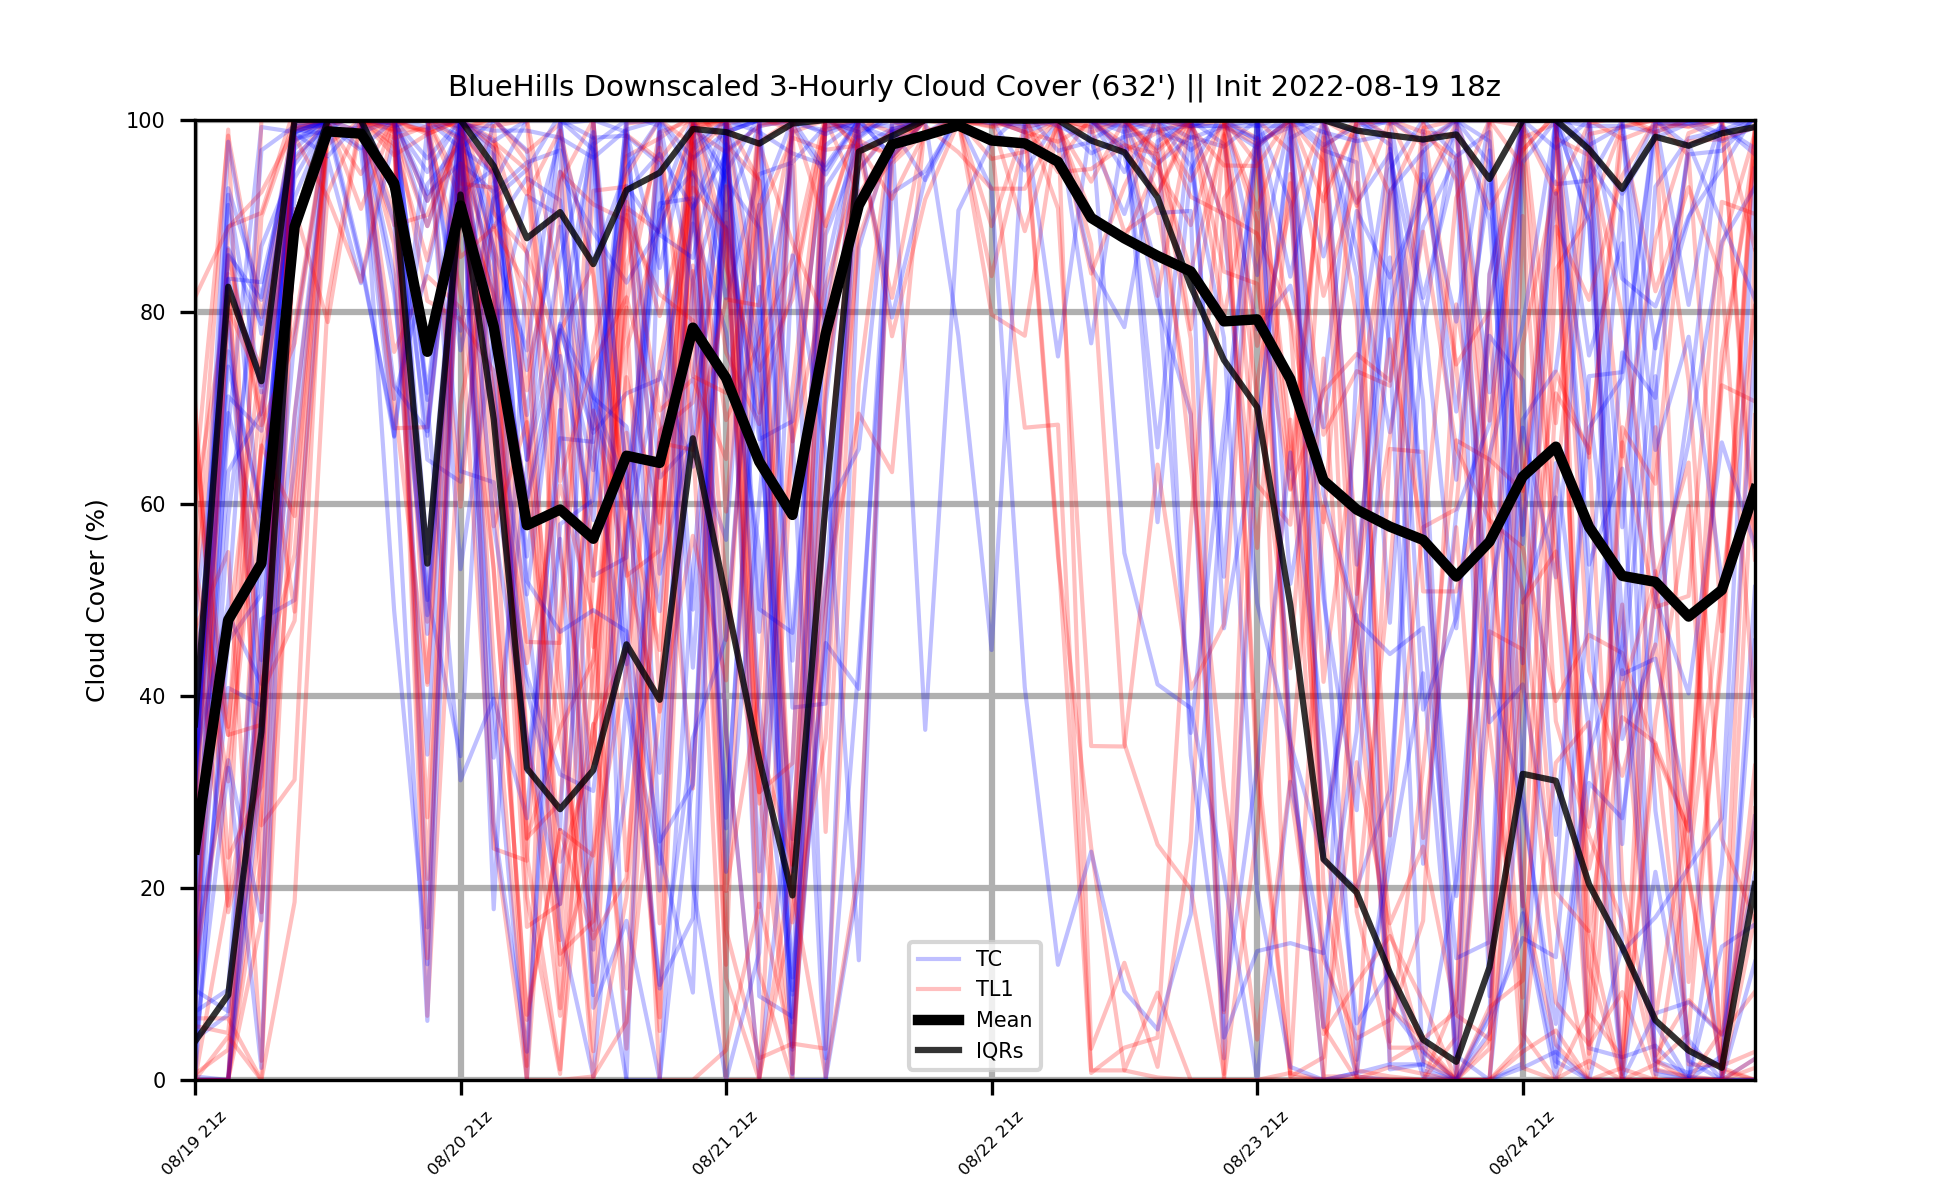 BlueHills Downscaled 3-Hourly Cloud Cover (632') || Init 2022-08-19 18z
Cloud Cover (%)
100
80
60
40
20
0
TC
TL1
Mean
IQRs
08/19 21z
08/20 21z
08/21 21z
08/22 21z
08/23 21z
08/24 21z